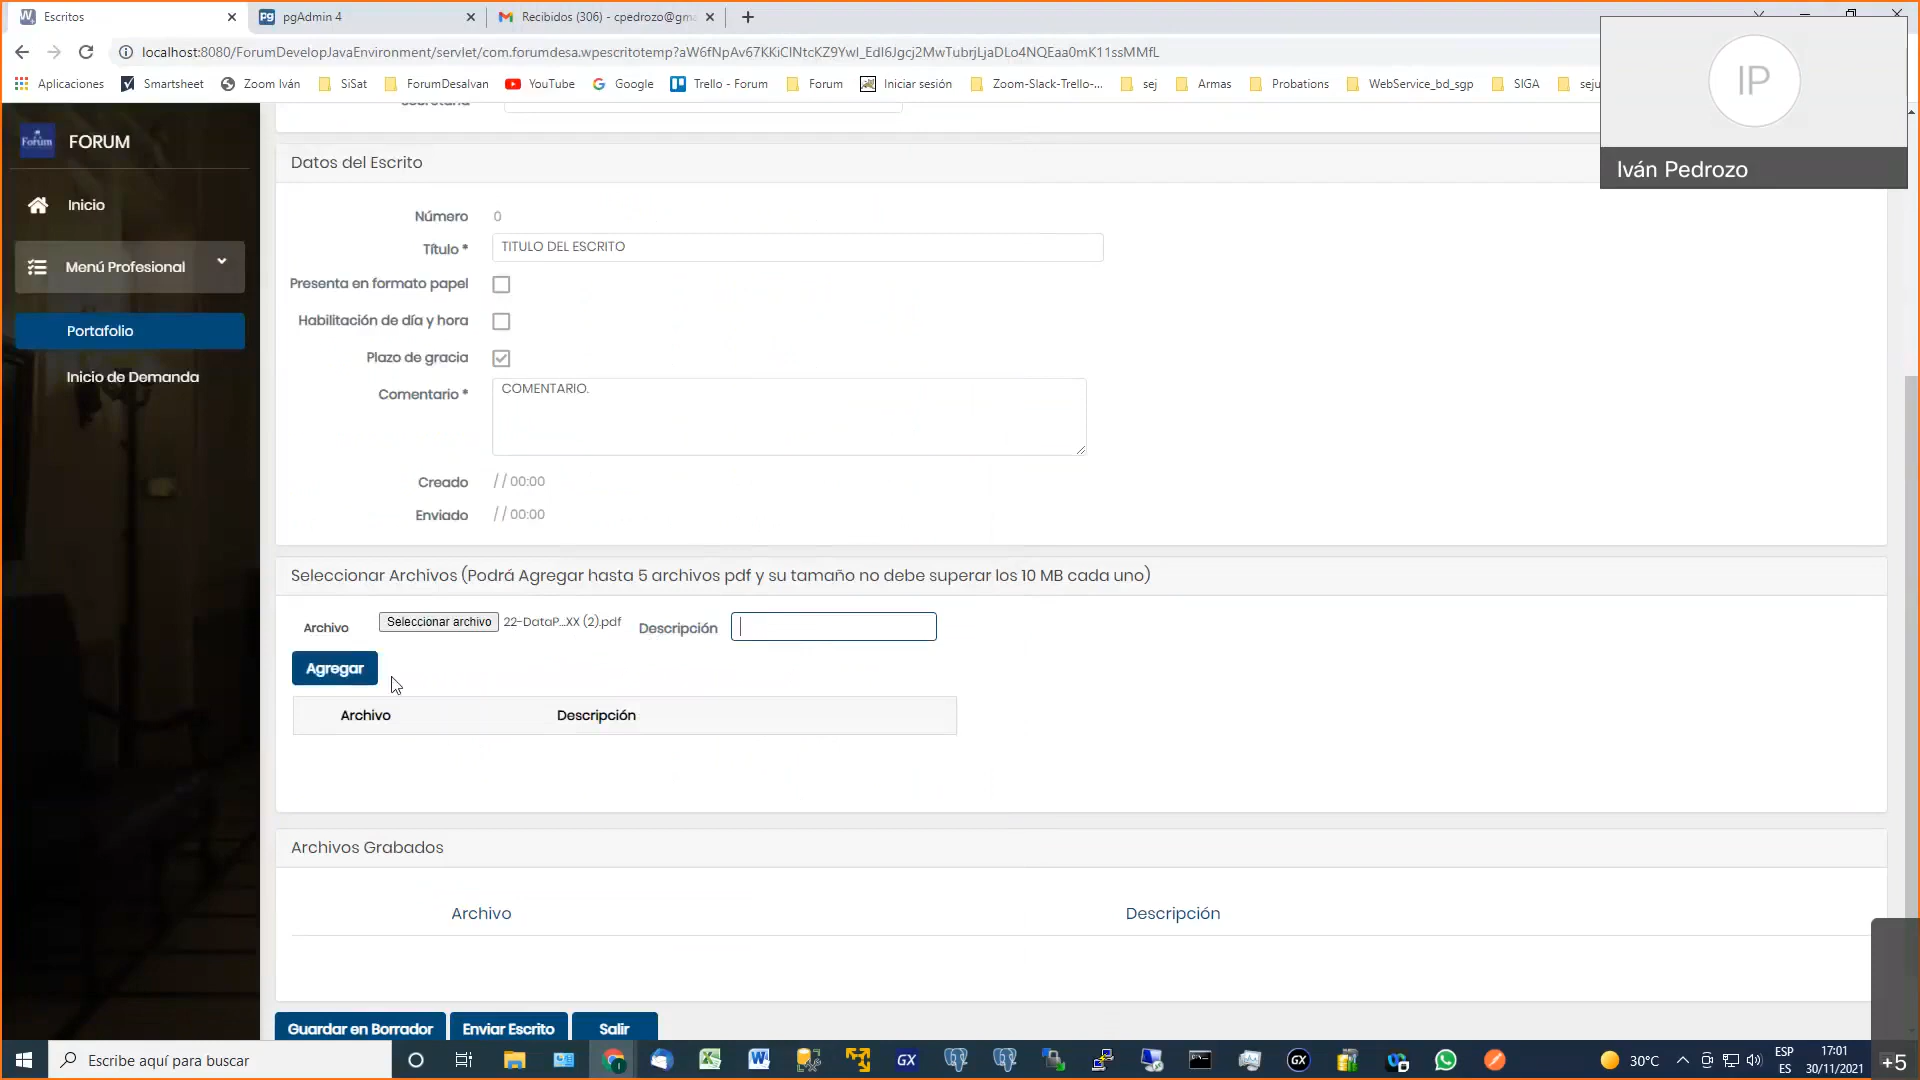 Escritos
pgAdmin 4
Recibidos (306) - cpedrozo@gm
localhost:8080/ForumDevelopJavaEnvironment/servlet/com.forumdesa.wpescritotemp?aW6fNpAv67KKiClNtcKZ9Ywl_Edl6Jgcj2MwTubrjLjaDLo4NQEaa0mK11ssMMfL
Aplicaciones
Smartsheet
Zoom Iván
SiSat
ForumDesaIvan
YouTube
Google
Trello - Forum
Forum
Iniciar sesión
Zoom-Slack-Trello-...
sej
Armas
Probations
WebService_bd_sgp
SIGA
seju
IP
Iván Pedrozo
Forum
FORUM
Inicio
Menú Profesional
Portafolio
Inicio de Demanda
Datos del Escrito
Número 0
Título * TITULO DEL ESCRITO
Presenta en formato papel
Habilitación de día y hora
Plazo de gracia
Comentario * COMENTARIO.
Creado // 00:00
Enviado // 00:00
Seleccionar Archivos (Podrá Agregar hasta 5 archivos pdf y su tamaño no debe superar los 10 MB cada uno)
Archivo Seleccionar archivo 22-DataP...XX (2).pdf Descripción
Agregar
Archivo Descripción
Archivos Grabados
Archivo Descripción
Guardar en Borrador Enviar Escrito Salir
Escribe aquí para buscar
GX
GX
30°C
ESP
ES
17:01
30/11/2021
+5